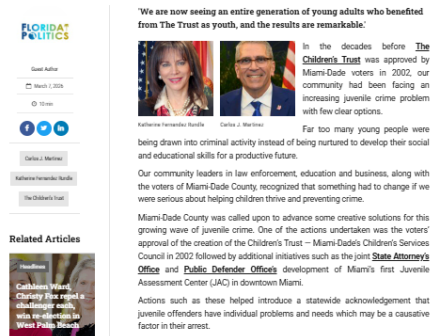 FLORIDA
POLITICS
Guest Author
March 7, 2026
10 min
Carlos J. Martinez
Katherine Fernandez Rundle
The Children's Trust
Related Articles
Headlines
Cathleen Ward,
Christy Fox repel a
challenger each,
win re-election in
West Palm Beach
'We are now seeing an entire generation of young adults who benefited
from The Trust as youth, and the results are remarkable.'
Katherine Fernandez Rundle
Carlos J. Martinez
In the decades before The
Children's Trust was approved by
Miami-Dade voters in 2002, our
community had been facing an
increasing juvenile crime problem
with few clear options.
Far too many young people were
being drawn into criminal activity instead of being nurtured to develop their social
and educational skills for a productive future.
Our community leaders in law enforcement, education and business, along with
the voters of Miami-Dade County, recognized that something had to change if we
were serious about helping children thrive and preventing crime.
Miami-Dade County was called upon to advance some creative solutions for this
growing wave of juvenile crime. One of the actions undertaken was the voters'
approval of the creation of the Children's Trust — Miami-Dade's Children's Services
Council in 2002 followed by additional initiatives such as the joint State Attorney's
Office and Public Defender Office's development of Miami's first Juvenile
Assessment Center (JAC) in downtown Miami.
Actions such as these helped introduce a statewide acknowledgement that
juvenile offenders have individual problems and needs which may be a causative
factor in their arrest.